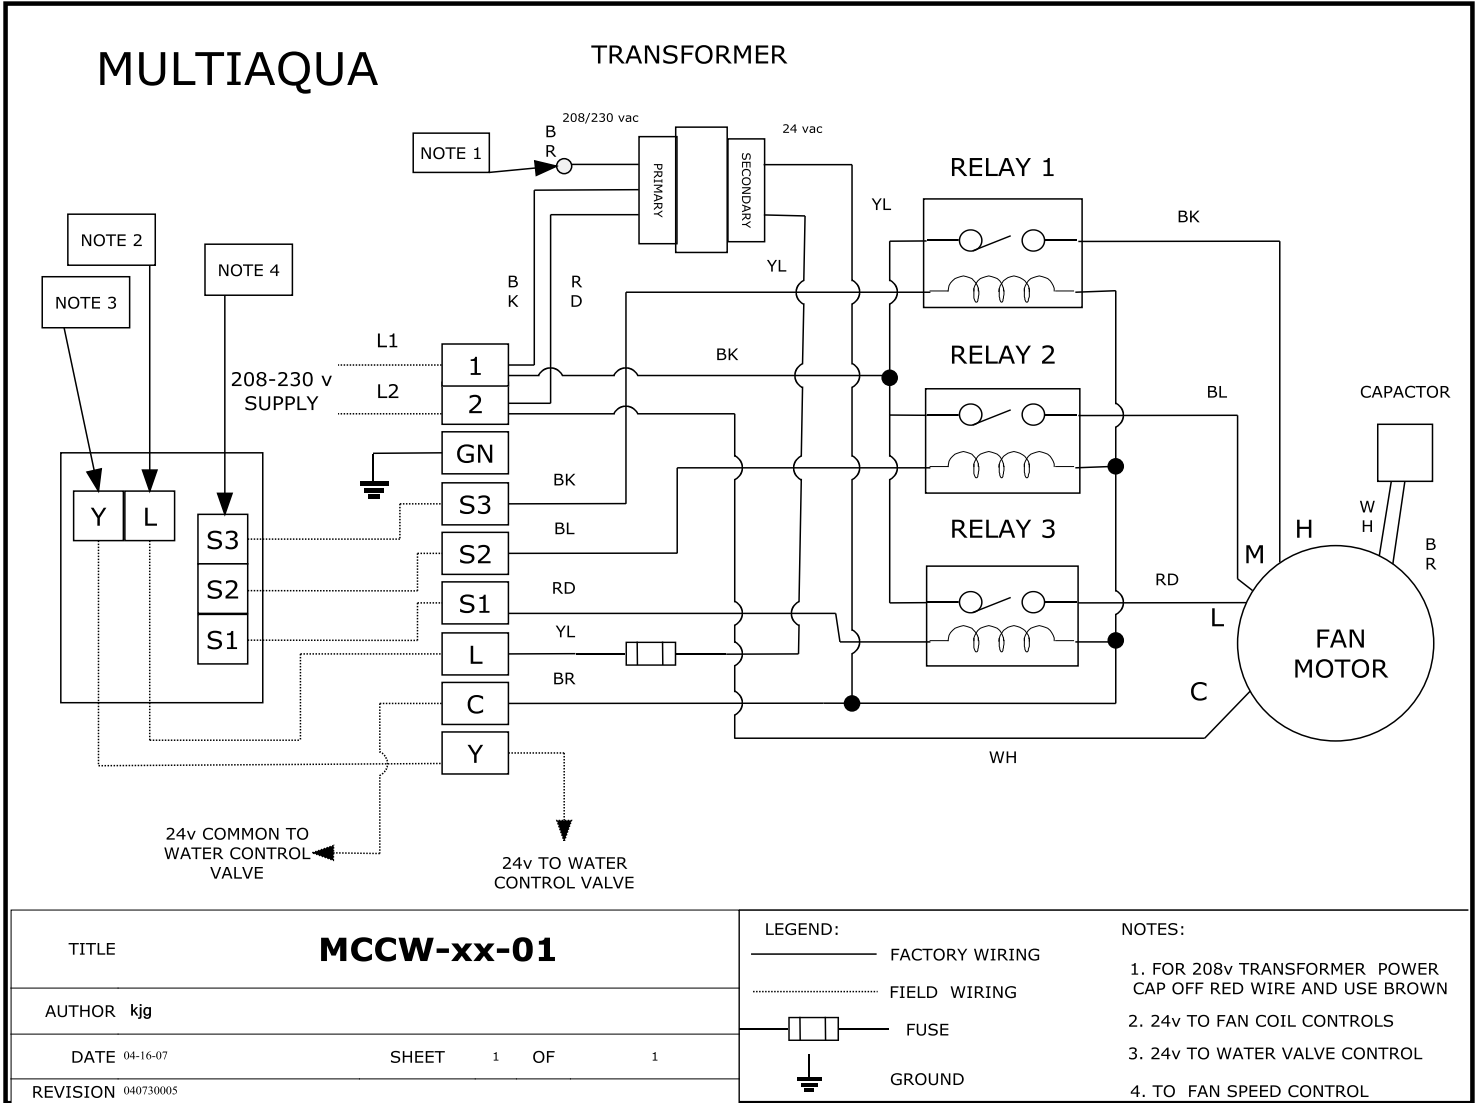 MULTIAQUA
TRANSFORMER
208/230 vac
24 vac
BR
NOTE 1
PRIMARY
SECONDARY
RELAY 1
YL
BK
NOTE 2
NOTE 4
NOTE 3
YL
BK
RD
L1
208-230 v
SUPPLY
L2
1
2
BK
RELAY 2
BL
CAPACTOR
GN
Y
L
S3
S2
S1
S3
BK
S2
BL
S1
RD
L
YL
C
BR
Y
RELAY 3
RD
WH
BR
H
M
L
C
FAN
MOTOR
WH
24v COMMON TO
WATER CONTROL
VALVE
24v TO WATER
CONTROL VALVE
TITLE
MCCW-xx-01
AUTHOR kjg
DATE 04-16-07 SHEET 1 OF 1
REVISION 040730005
LEGEND:
FACTORY WIRING
FIELD WIRING
FUSE
GROUND
NOTES:
1. FOR 208v TRANSFORMER POWER
CAP OFF RED WIRE AND USE BROWN
2. 24v TO FAN COIL CONTROLS
3. 24v TO WATER VALVE CONTROL
4. TO FAN SPEED CONTROL